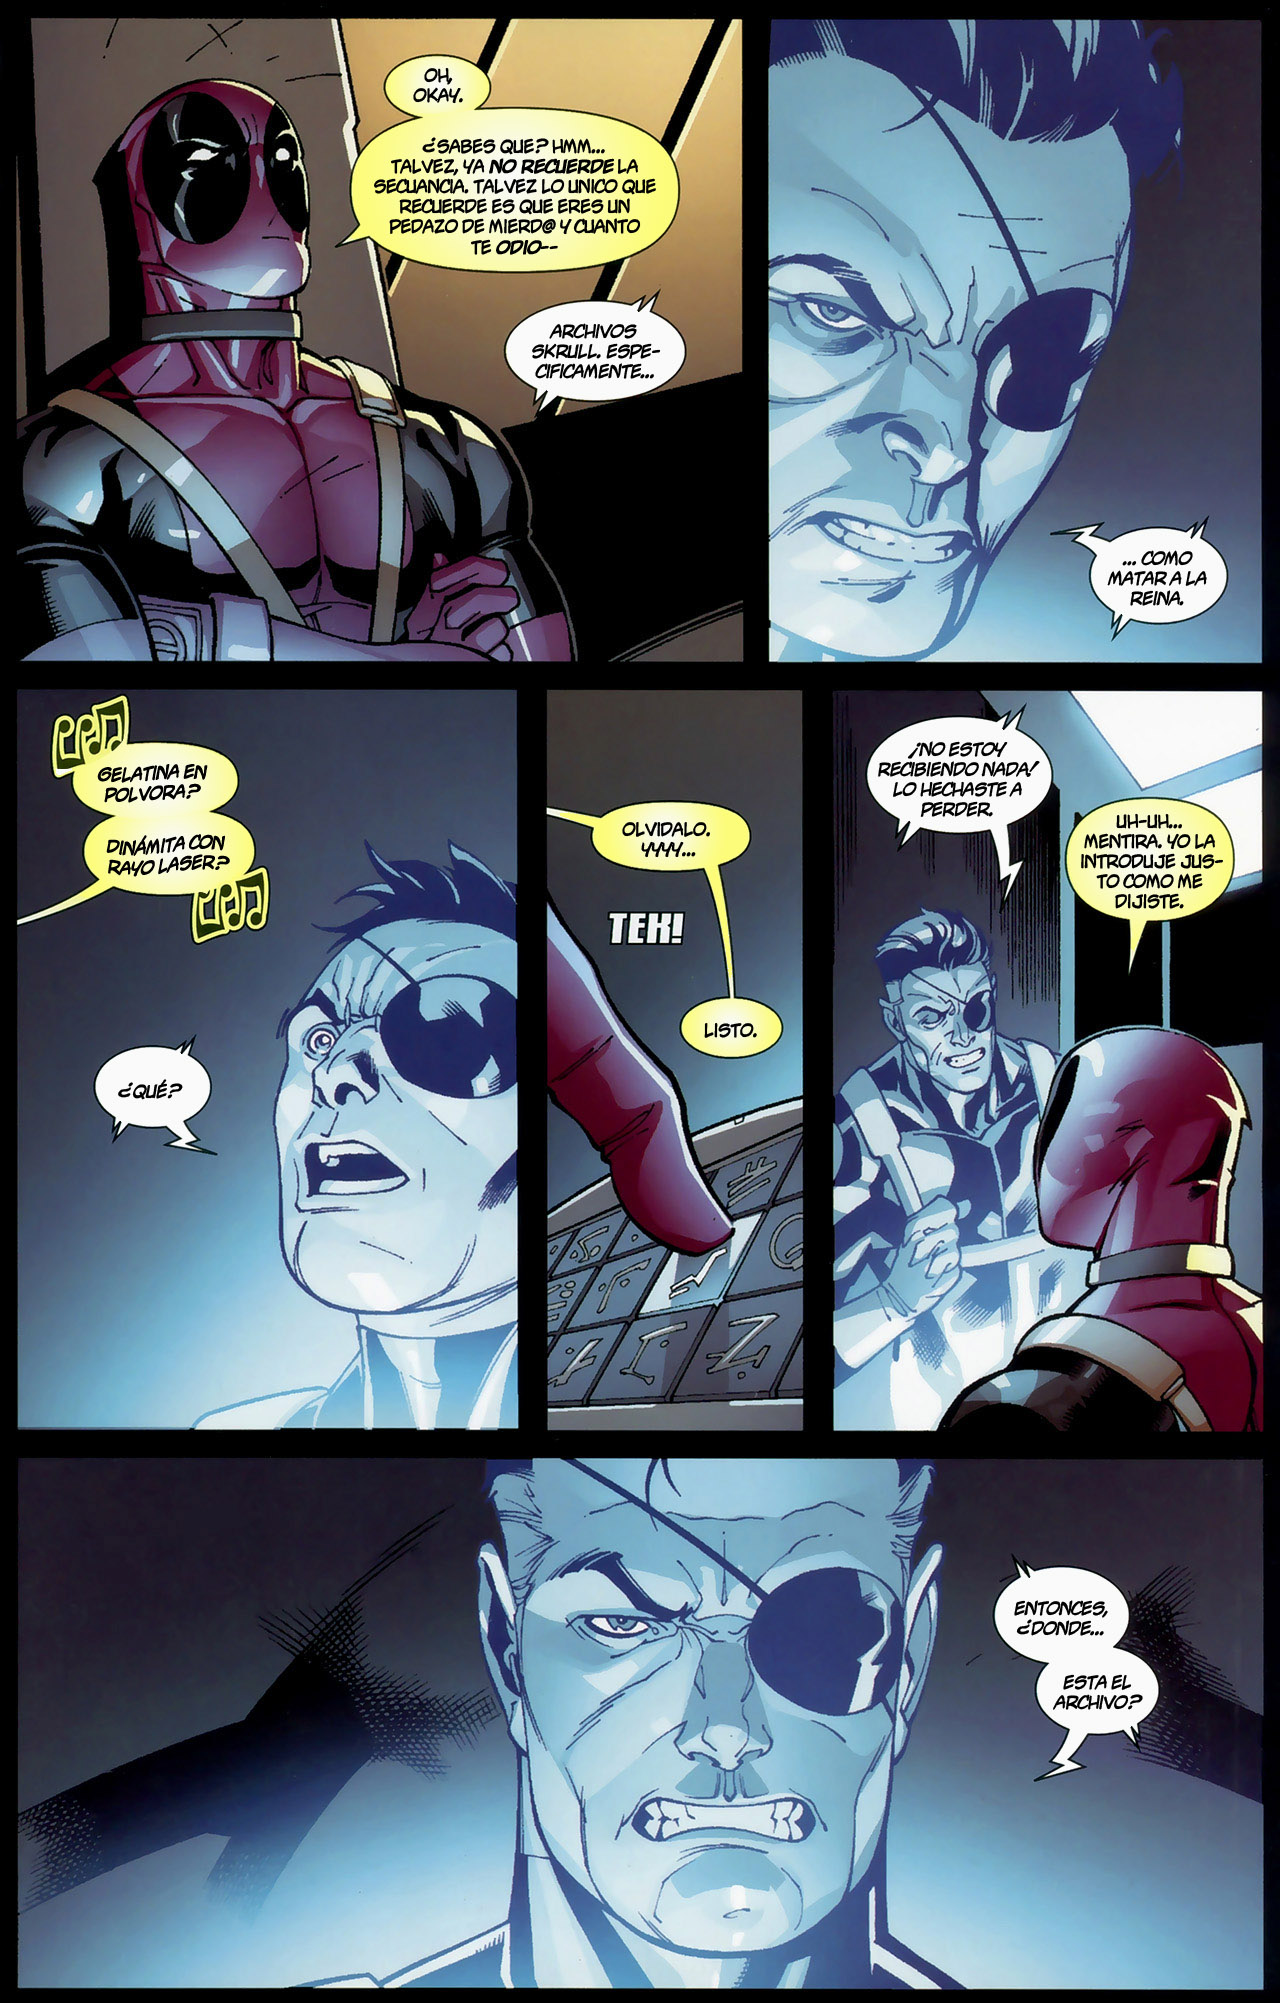 OH,
OKAY.
¿SABES QUE? HMM...
TALVEZ, YA NO RECUERDE LA
SECUANCIA. TALVEZ LO UNICO QUE
RECUERDE ES QUE ERES UN
PEDAZO DE MIERD@ Y CUANTO
TE ODIO--
ARCHIVOS
SKRULL. ESPE-
CIFICAMENTE...
... COMO
MATAR A LA
REINA.
GELATINA EN
POLVORA?
DINÁMITA CON
RAYO LASER?
¿QUÉ?
OLVIDALO.
YYYY...
TEK!
LISTO.
¡NO ESTOY
RECIBIENDO NADA!
LO HECHASTE A
PERDER.
UH-UH...
MENTIRA. YO LA
INTRODUJE JUS-
TO COMO ME
DIJISTE.
ENTONCES,
¿DONDE...
ESTA EL
ARCHIVO?